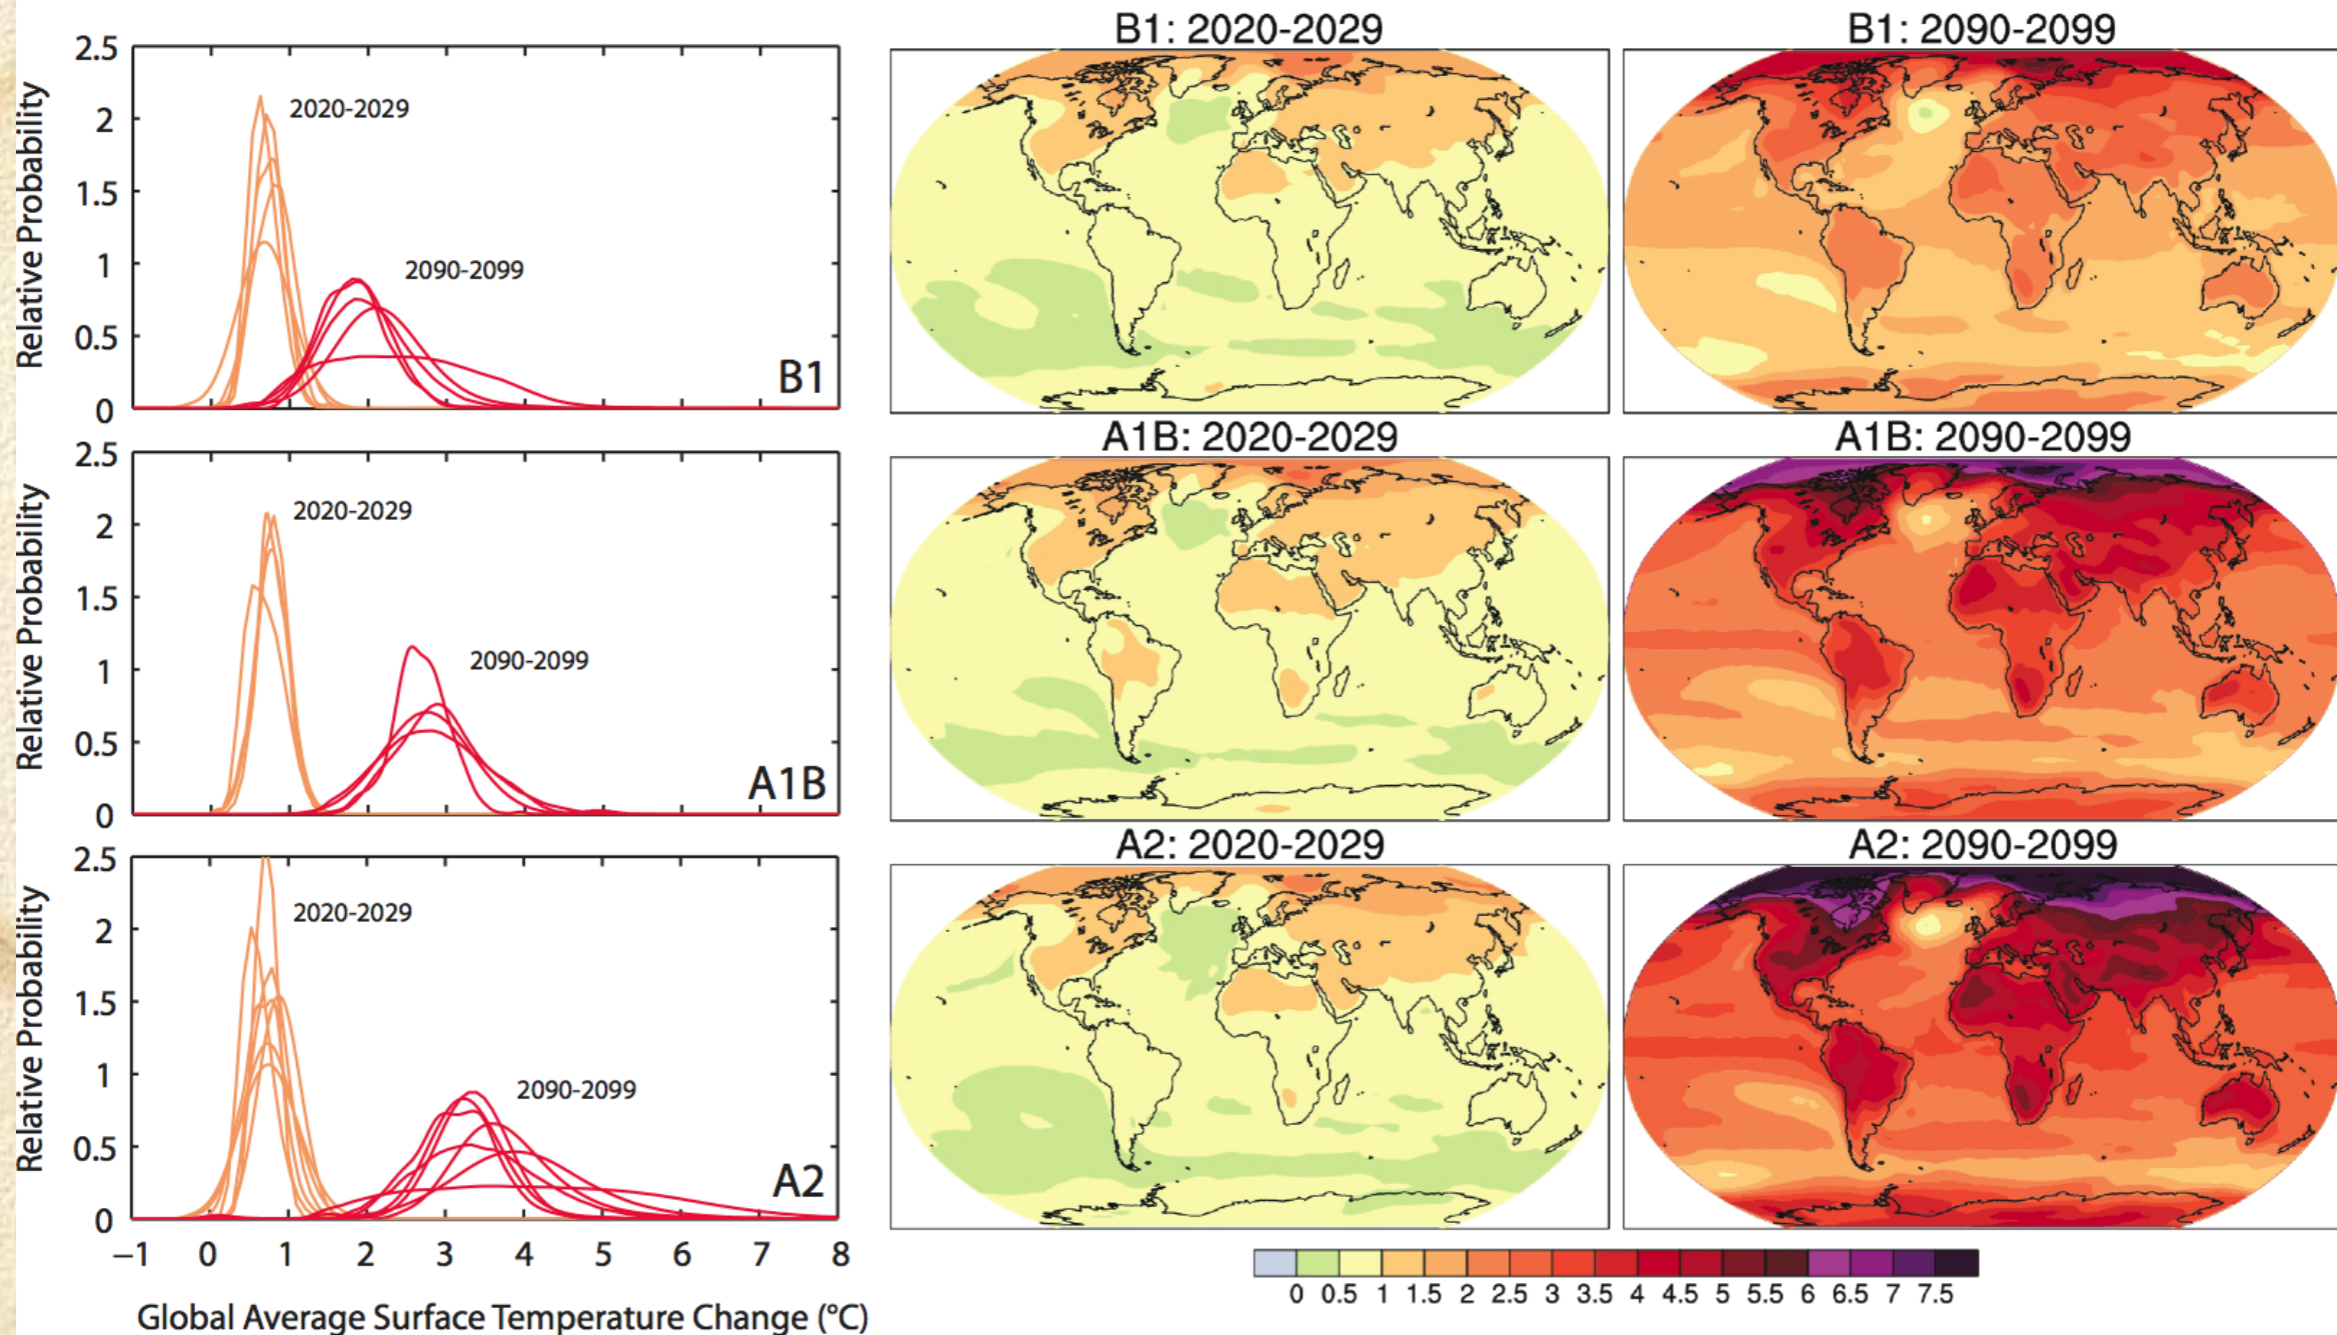 B1: 2020-2029
B1: 2090-2099
Relative Probability
2.5
2
1.5
1
0.5
0
2020-2029
2090-2099
B1
A1B: 2020-2029
A1B: 2090-2099
Relative Probability
2.5
2
1.5
1
0.5
0
2020-2029
2090-2099
A1B
A2: 2020-2029
A2: 2090-2099
Relative Probability
2.5
2
1.5
1
0.5
0
2020-2029
2090-2099
A2
−1 0 1 2 3 4 5 6 7 8
Global Average Surface Temperature Change (°C)
0 0.5 1 1.5 2 2.5 3 3.5 4 4.5 5 5.5 6 6.5 7 7.5